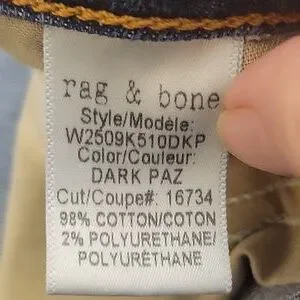 rag & bone
Style/Modèle:
W2509K510DKP
Color/Couleur:
DARK PAZ
Cut/Coupe#: 16734
98% COTTON/COTON
2% POLYURETHANE/
POLYURÉTHANE